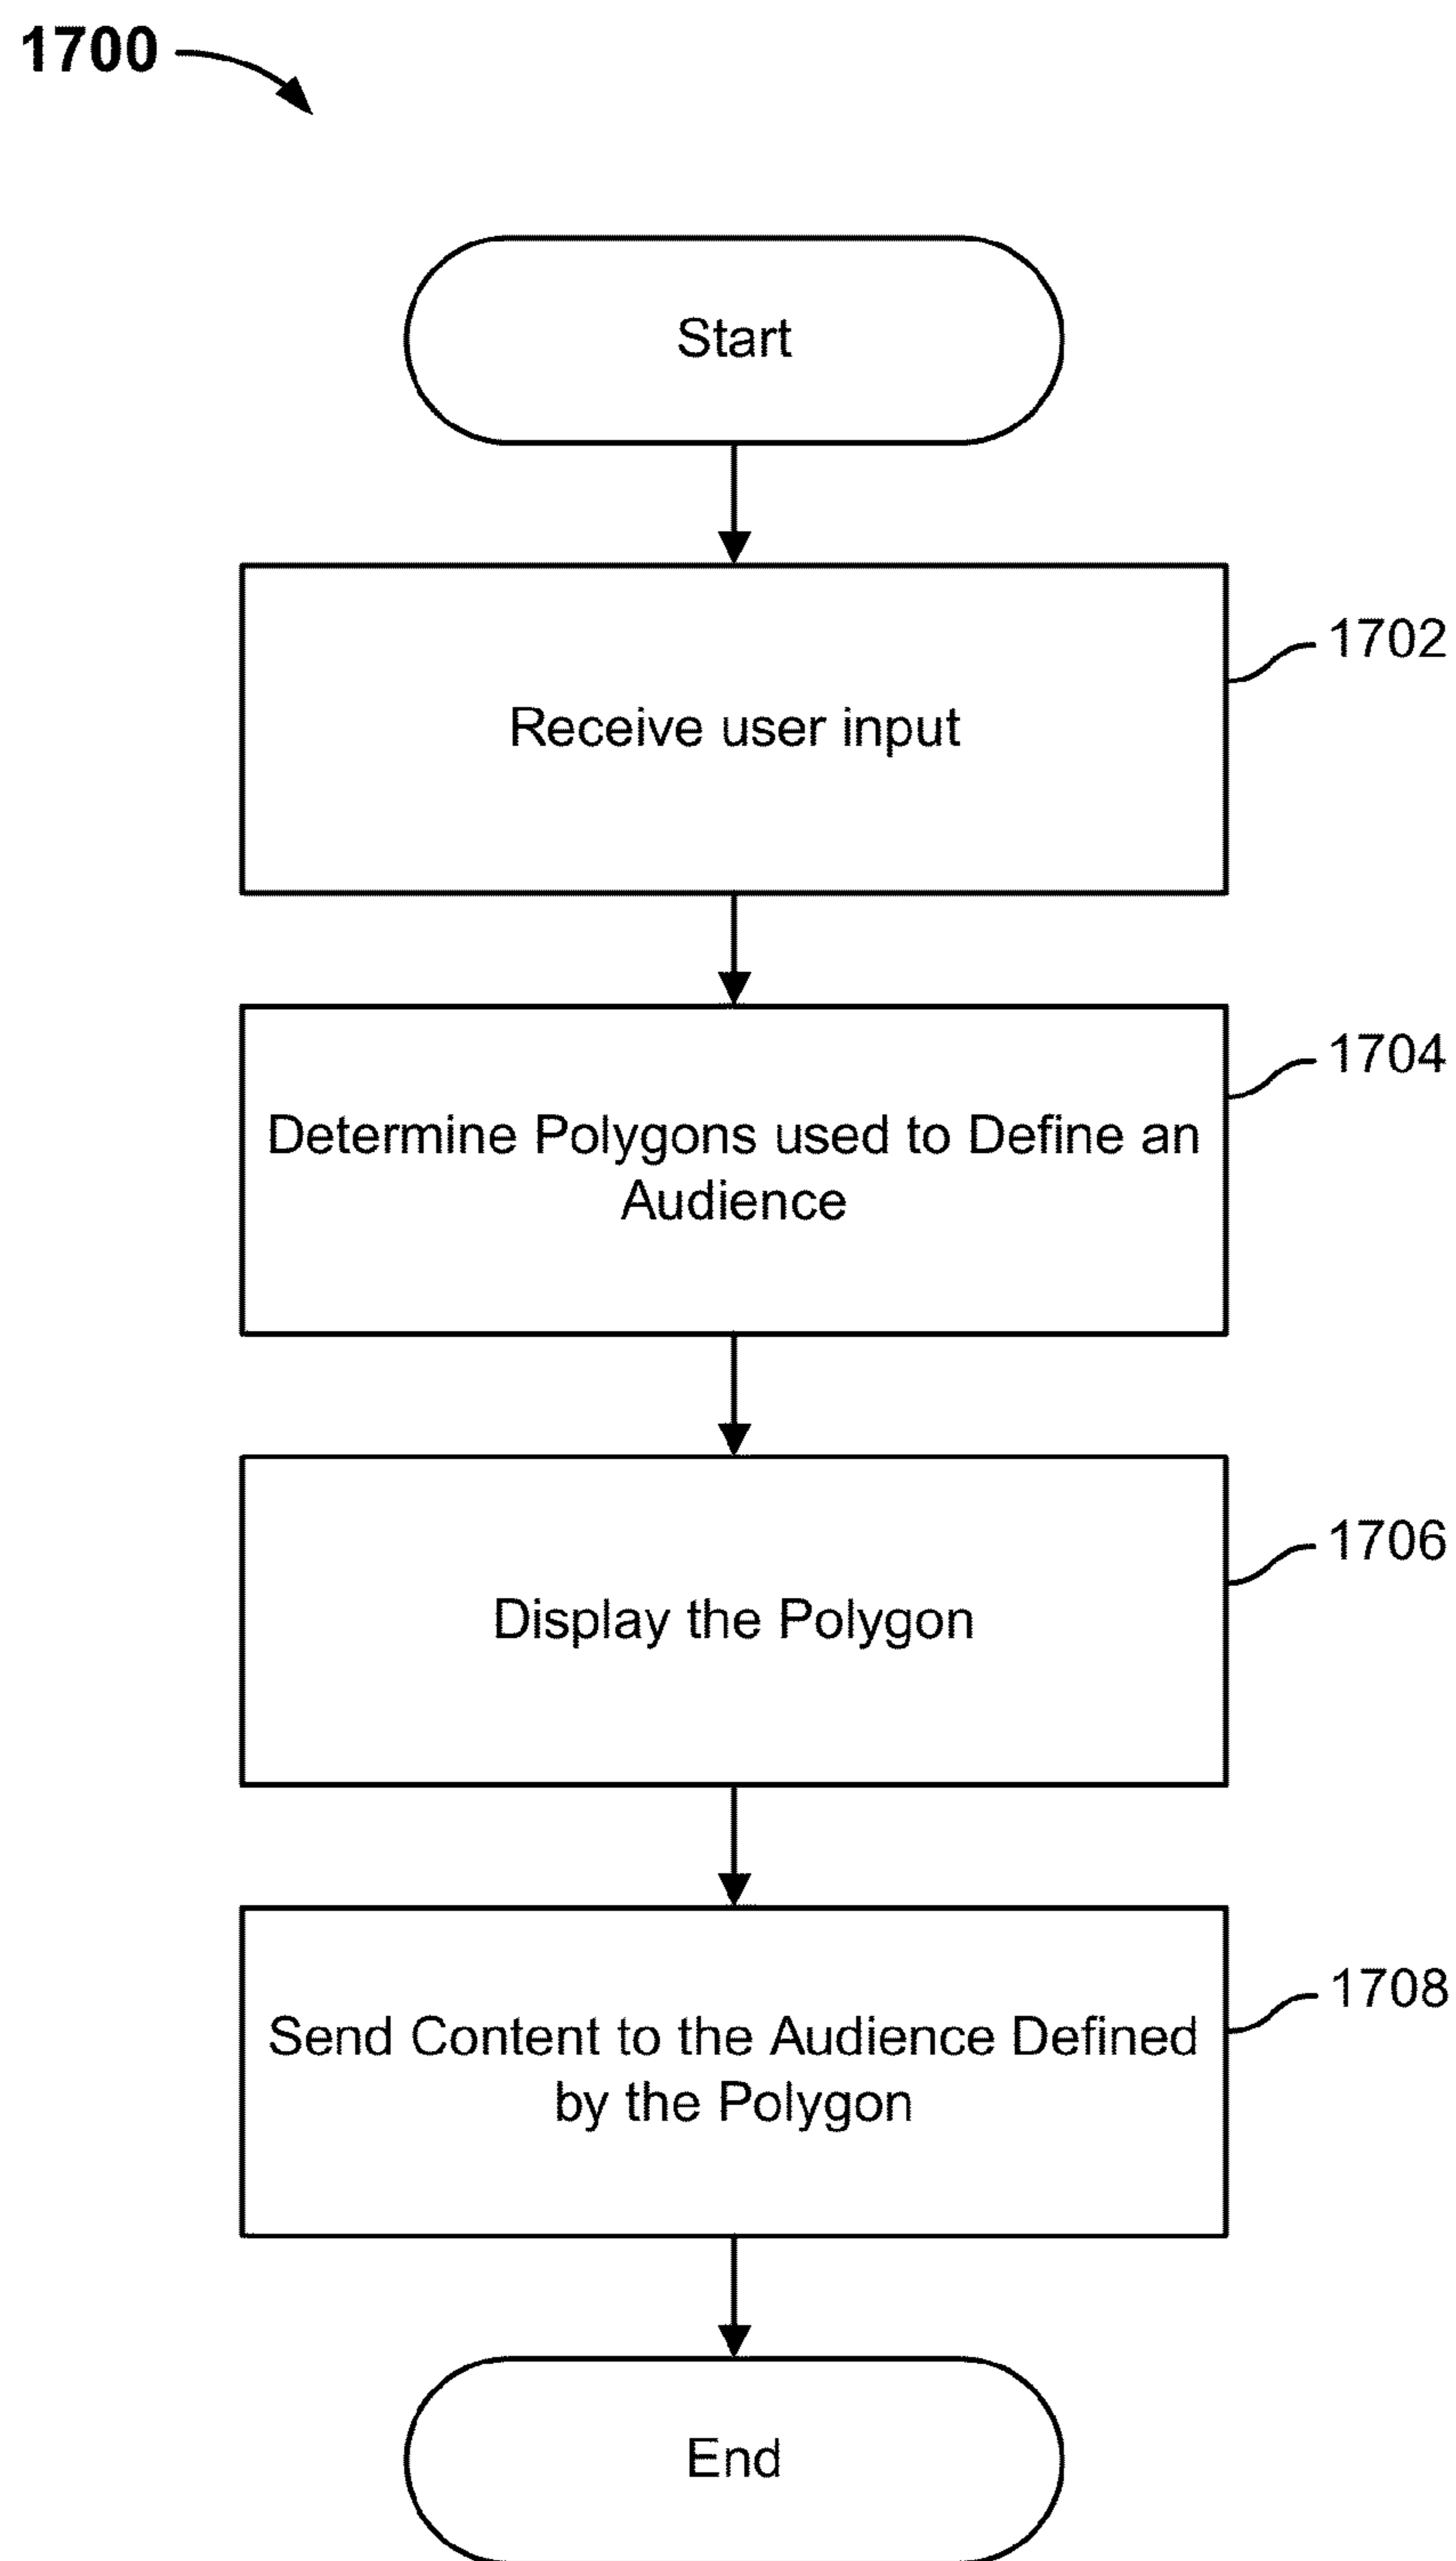 1700
Start
1702
Receive user input
1704
Determine Polygons used to Define an
Audience
1706
Display the Polygon
1708
Send Content to the Audience Defined
by the Polygon
End